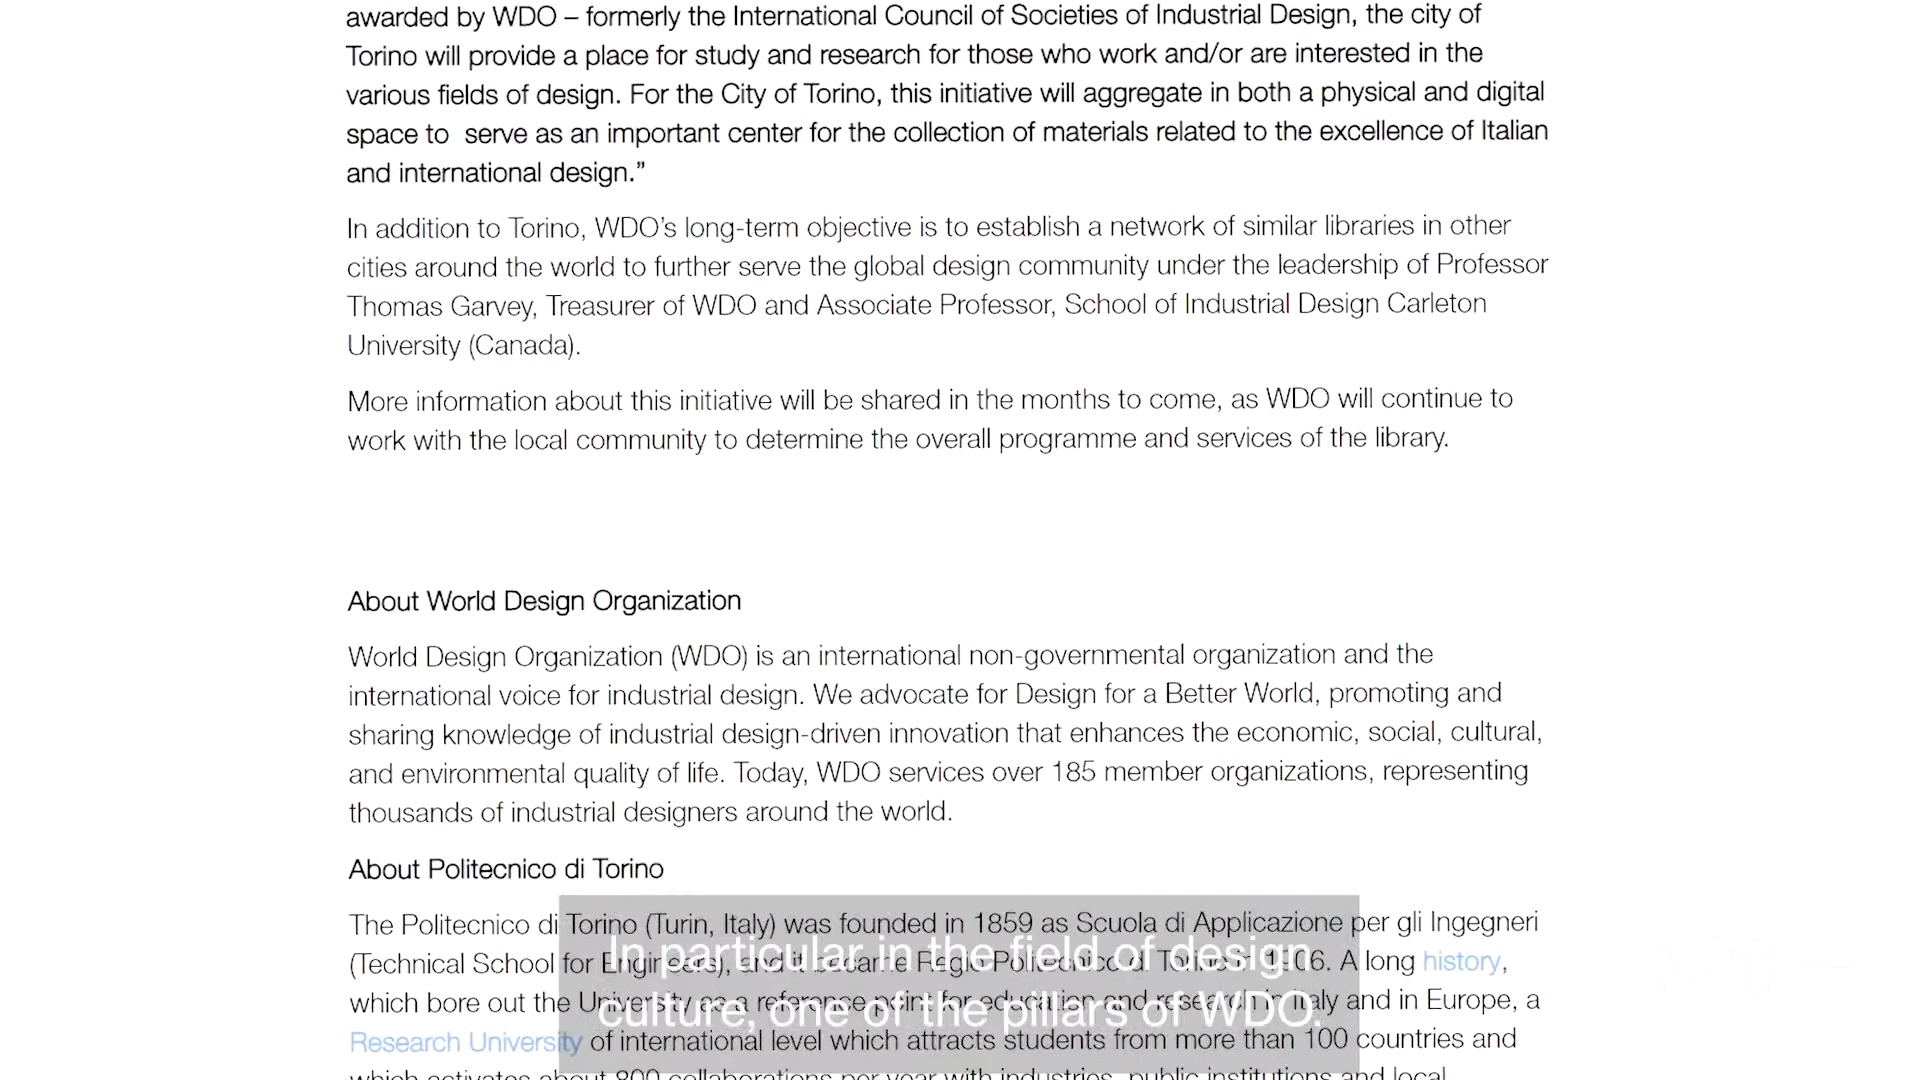 awarded by WDO – formerly the International Council of Societies of Industrial Design, the city of
Torino will provide a place for study and research for those who work and/or are interested in the
various fields of design. For the City of Torino, this initiative will aggregate in both a physical and digital
space to  serve as an important center for the collection of materials related to the excellence of Italian
and international design.”
In addition to Torino, WDO’s long-term objective is to establish a network of similar libraries in other
cities around the world to further serve the global design community under the leadership of Professor
Thomas Garvey, Treasurer of WDO and Associate Professor, School of Industrial Design Carleton
University (Canada).
More information about this initiative will be shared in the months to come, as WDO will continue to
work with the local community to determine the overall programme and services of the library.
About World Design Organization
World Design Organization (WDO) is an international non-governmental organization and the
international voice for industrial design. We advocate for Design for a Better World, promoting and
sharing knowledge of industrial design-driven innovation that enhances the economic, social, cultural,
and environmental quality of life. Today, WDO services over 185 member organizations, representing
thousands of industrial designers around the world.
About Politecnico di Torino
The Politecnico di Torino (Turin, Italy) was founded in 1859 as Scuola di Applicazione per gli Ingegneri
(Technical School for Engineers), and it became Regio Politecnico di Torino in 1906. A long history,
which bore out the University as a reference point for education and research in Italy and in Europe, a
Research University of international level which attracts students from more than 100 countries and
which activates about 800 collaborations per year with industries, public institutions and local
In particular in the field of design
culture, one of the pillars of WDO.